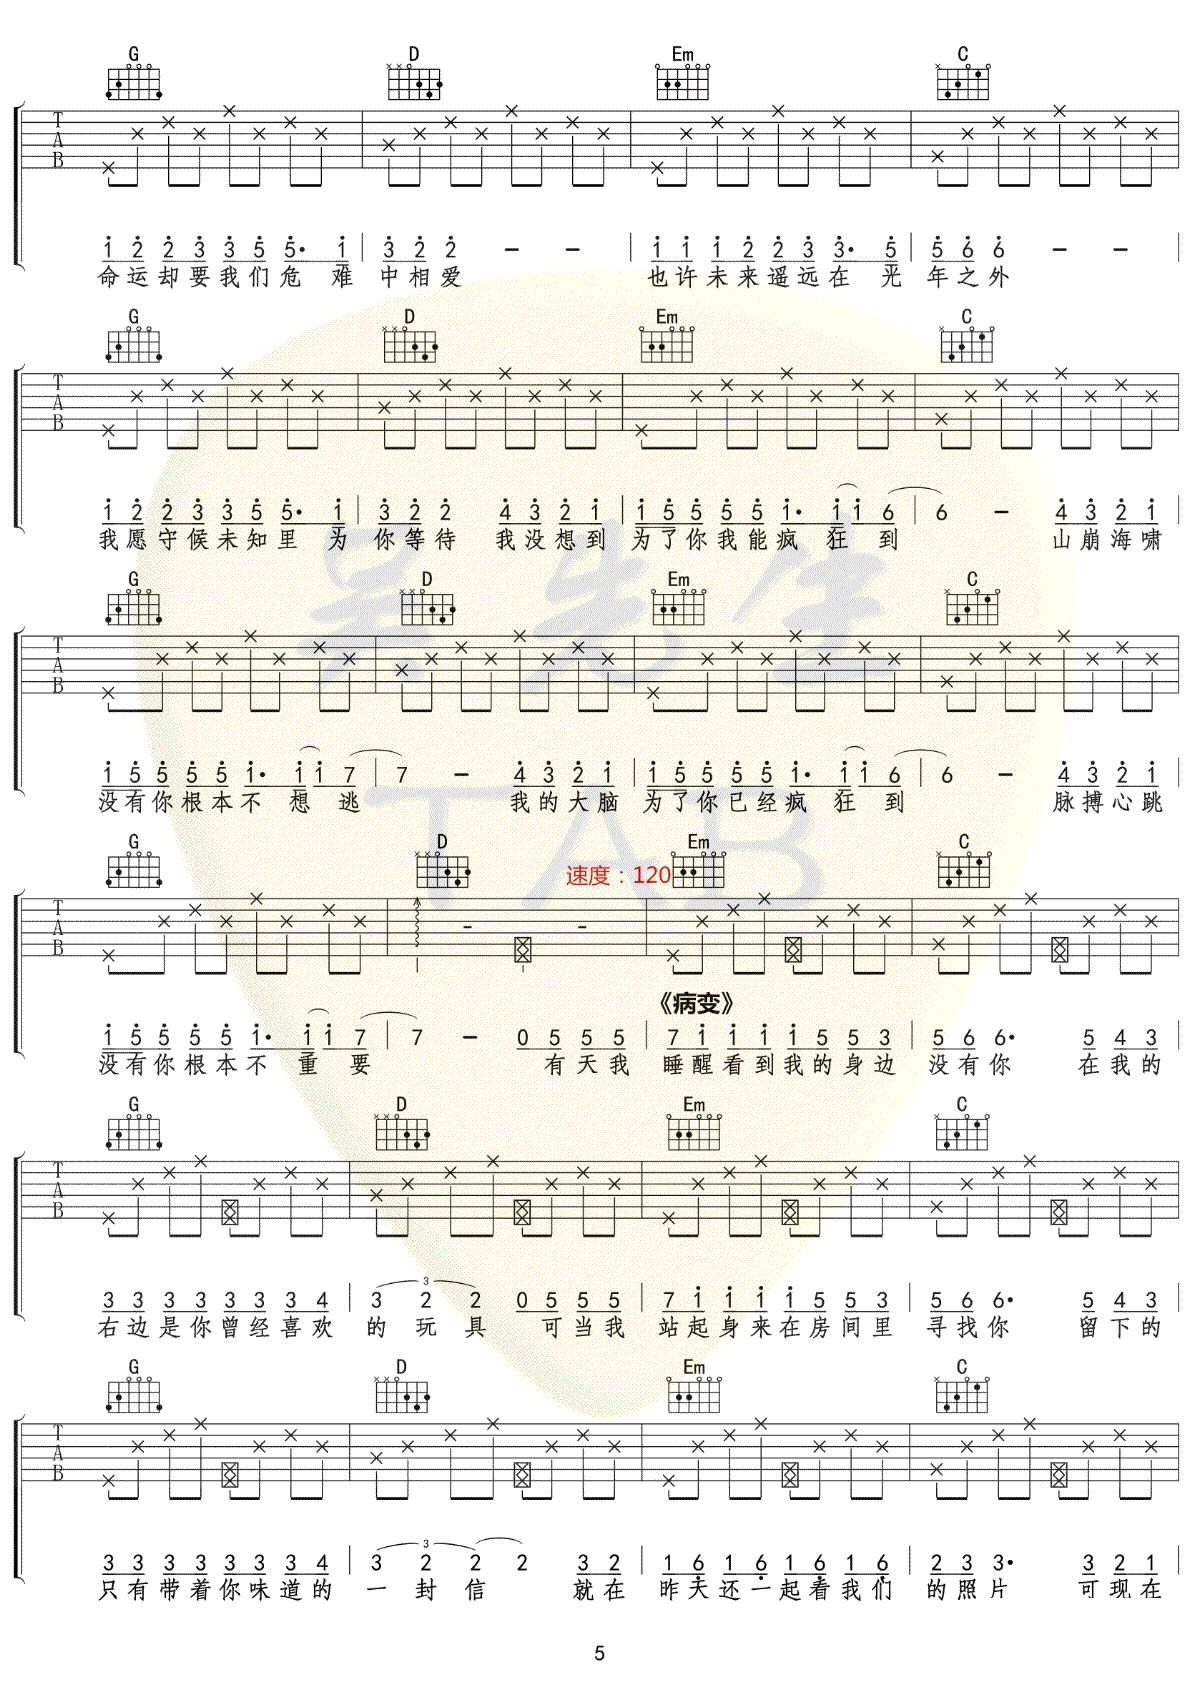 G D Em C
T
A
B
1 2 2 3 3 5 5· 1 3 2 2 — — 1 1 1 2 2 3 3· 5 5 6 6 — —
命运却要我们危 难 中相爱 也许未来遥远在 光 年之外
G D Em C
1 2 2 3 3 5 5· 1 3 2 2 4 3 2 1 1 5 5 5 5 5 1· 1 1 6 6 — 4 3 2 1
我愿守候未知里 为 你等待 我没想到 为了你我能疯 狂 到 山崩海啸
吴先生
G D Em C
1 5 5 5 5 5 1· 1 1 7 7 — 4 3 2 1 1 5 5 5 5 5 1· 1 1 6 6 — 4 3 2 1
没有你根本不 想 逃 我的大脑 为了你已经疯 狂 到 脉搏心跳
TAB
G D Em C
速度：120
T
A
B
《病变》
1 5 5 5 5 5 1· 1 1 7 7 — 0 5 5 5 7 1 1 1 1 5 5 3 5 6 6· 5 4 3
没有你根本不 重 要 有天我 睡醒看到我的身边 没有你 在我的
G D Em C
T
A
B
3 3 3 3 3 3 3 4 3 2 2 0 5 5 5 7 1 1 1 1 5 5 3 5 6 6· 5 4 3
右边是你曾经喜欢 的 玩 具 可当我 站起身来在房间里 寻找你 留下的
G D Em C
T
A
B
3 3 3 3 3 3 3 4 3 2 2 2 3 2 1 6 1 6 1 6 1 6 2 3 3· 3 2 1
只有带着你味道的 一 封 信 就在 昨天还一起看我们 的照片 可现在
5